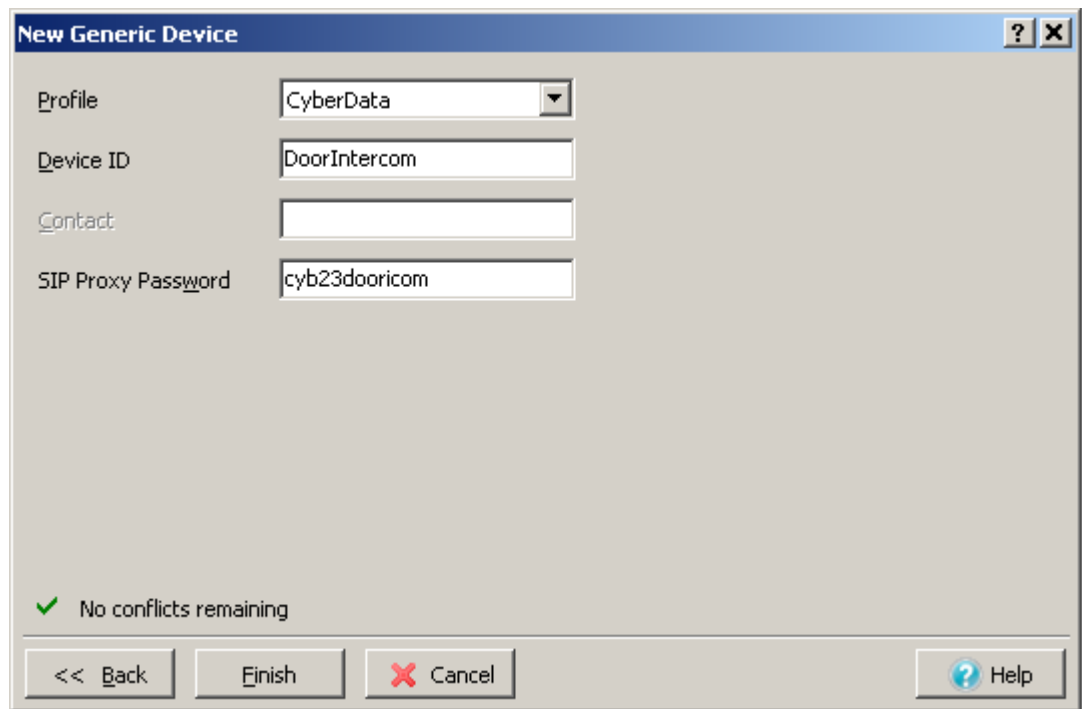 New Generic Device
Profile CyberData
Device ID DoorIntercom
Contact
SIP Proxy Password cyb23dooricom
No conflicts remaining
<< Back Finish Cancel Help